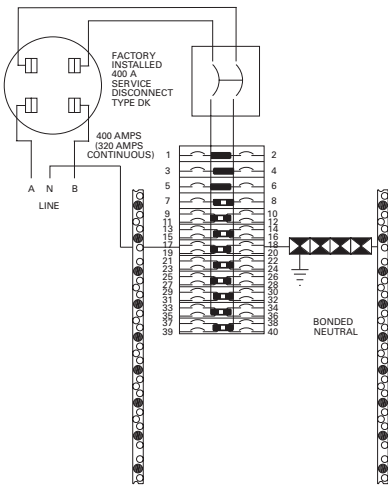 FACTORY
INSTALLED
400 A
SERVICE
DISCONNECT
TYPE DK
400 AMPS
(320 AMPS
CONTINUOUS)
A N B
LINE
1 2
3 4
5 6
7 8
9 10
11 12
13 14
15 16
17 18
19 20
21 22
23 24
25 26
27 28
29 30
31 32
33 34
35 36
37 38
39 40
BONDED
NEUTRAL